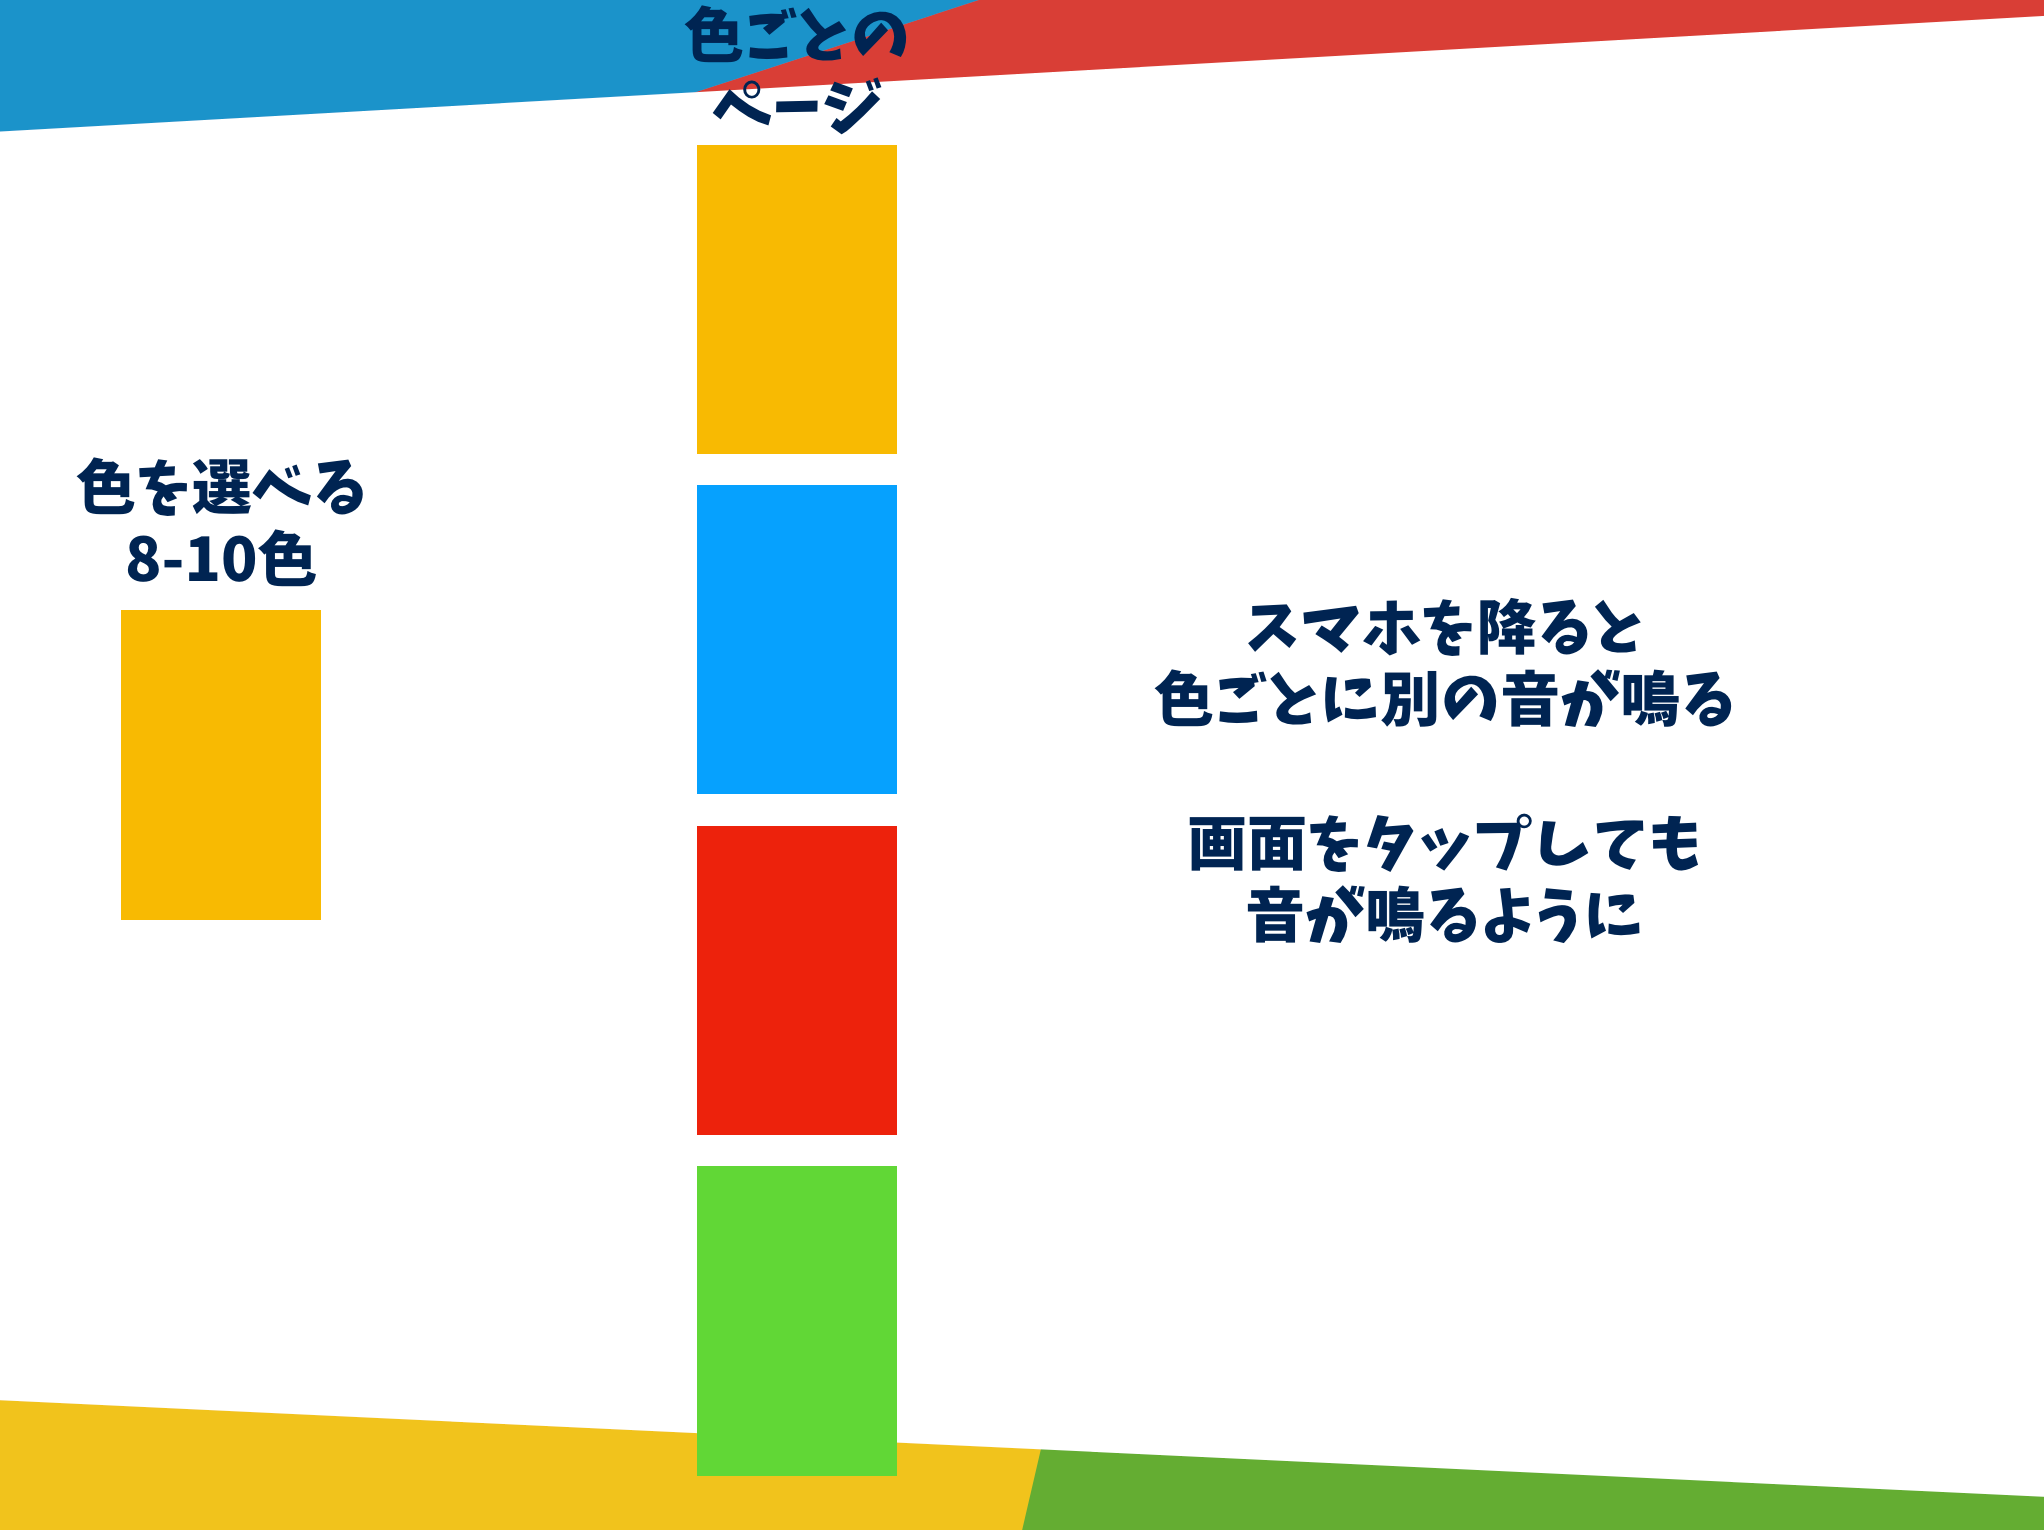 色ごとの
ページ
色を選べる
8-10色
スマホを降ると
色ごとに別の音が鳴る
画面をタップしても
音が鳴るように